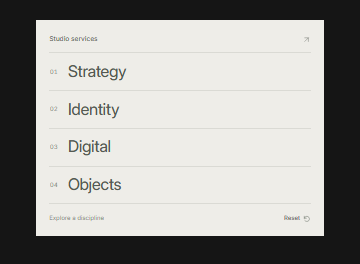 Studio services
01 Strategy
02 Identity
03 Digital
04 Objects
Explore a discipline Reset